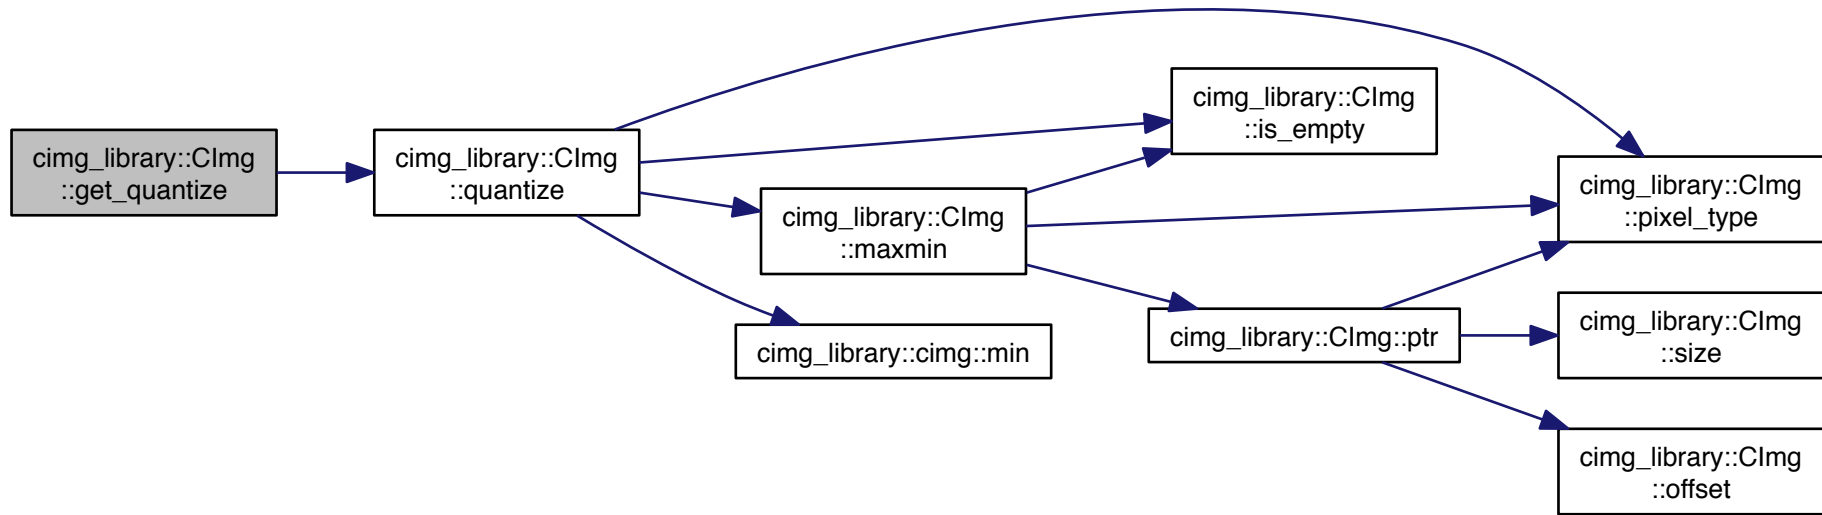 cimg_library::CImg
::get_quantize
cimg_library::CImg
::quantize
cimg_library::CImg
::maxmin
cimg_library::cimg::min
cimg_library::CImg
::is_empty
cimg_library::CImg::ptr
cimg_library::CImg
::pixel_type
cimg_library::CImg
::size
cimg_library::CImg
::offset